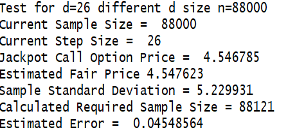 Test for d=26 different d size n=88000
Current Sample Size =  88000
Current Step Size =  26
Jackpot Call Option Price =  4.546785
Estimated Fair Price 4.547623
Sample Standard Deviation = 5.229931
Calculated Required Sample Size = 88121
Estimated Error =  0.04548564